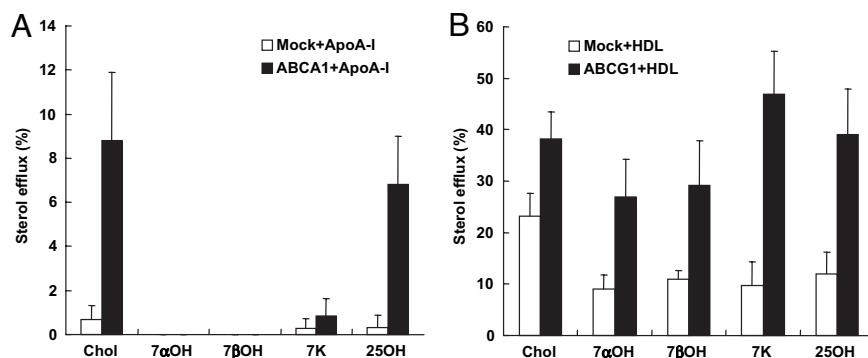 A
14
12
10
8
6
4
2
0
Sterol efflux (%)
Mock+ApoA-I
ABCA1+ApoA-I
Chol 7αOH 7βOH 7K 25OH
B
60
50
40
30
20
10
0
Sterol efflux (%)
Mock+HDL
ABCG1+HDL
Chol 7αOH 7βOH 7K 25OH